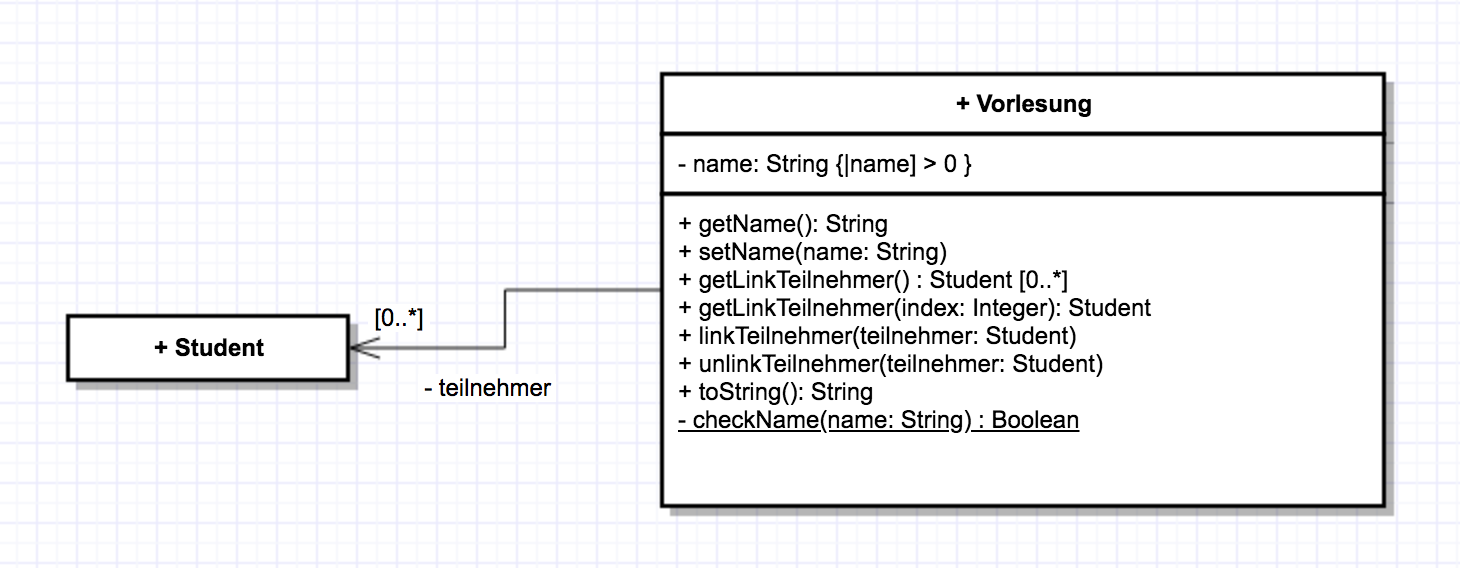 + Vorlesung
- name: String {|name] > 0 }
+ getName(): String
+ setName(name: String)
+ getLinkTeilnehmer() : Student [0..*]
+ getLinkTeilnehmer(index: Integer): Student
+ linkTeilnehmer(teilnehmer: Student)
+ unlinkTeilnehmer(teilnehmer: Student)
+ toString(): String
- checkName(name: String) : Boolean
[0..*]
+ Student
- teilnehmer